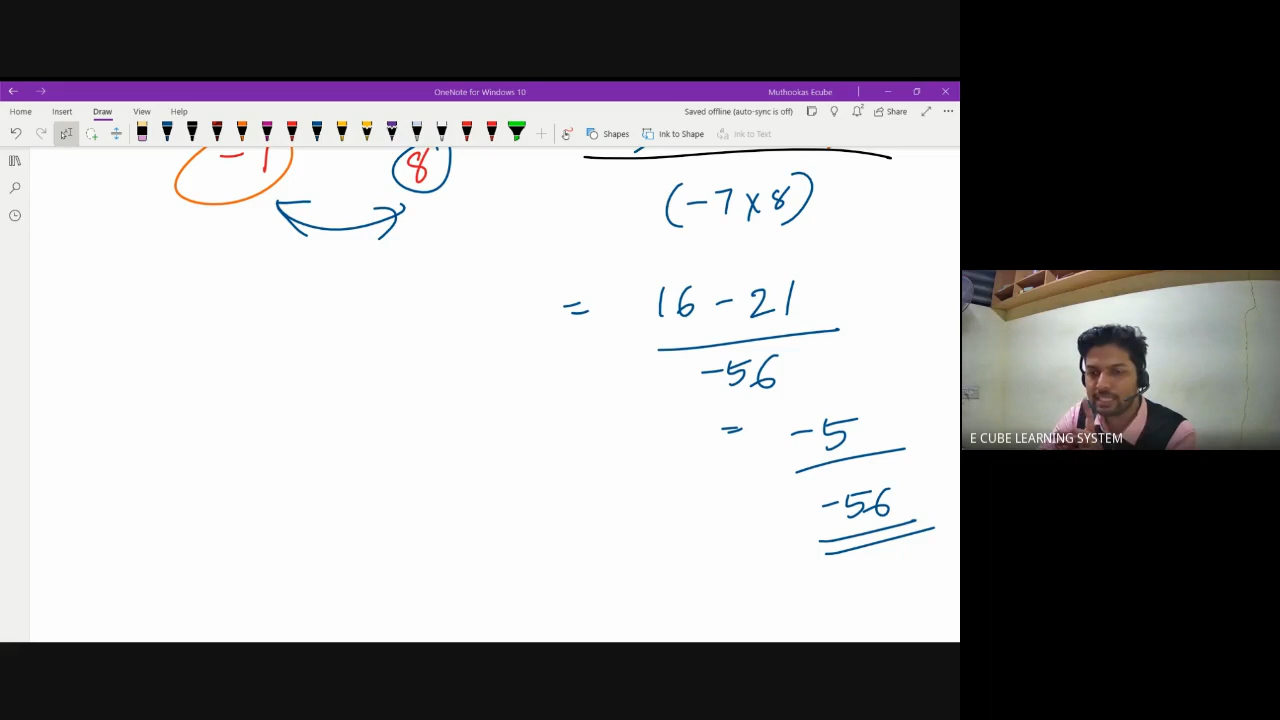 OneNote for Windows 10
Muthookas Ecube
Home Insert Draw View Help
Saved offline (auto-sync is off)
Share
Shapes
Ink to Shape
Ink to Text
8
(-7 × 8)
= 16 - 21
-56
= -5
-56
E CUBE LEARNING SYSTEM